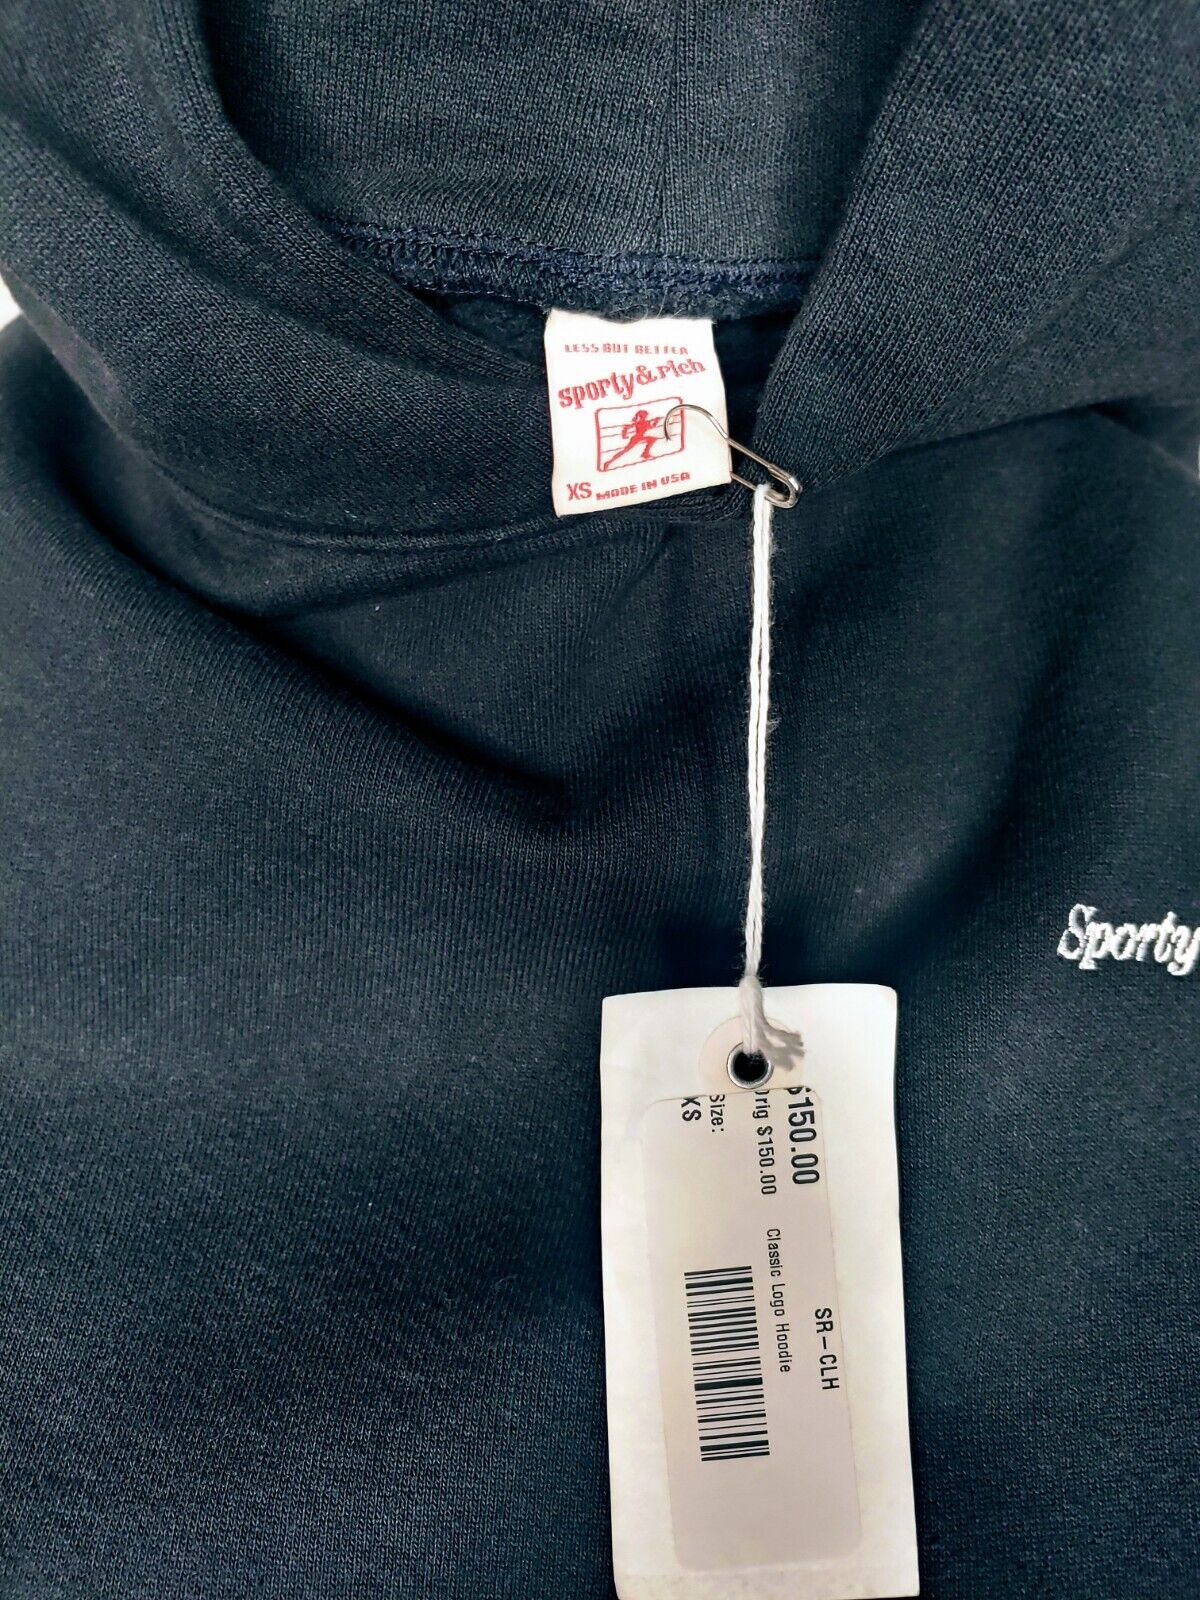 LESS BUT BETTER
sporty&rich
XS MADE IN USA
Sporty
$150.00
SR-CLH
Orig $150.00
Classic Logo Hoodie
Size:
XS